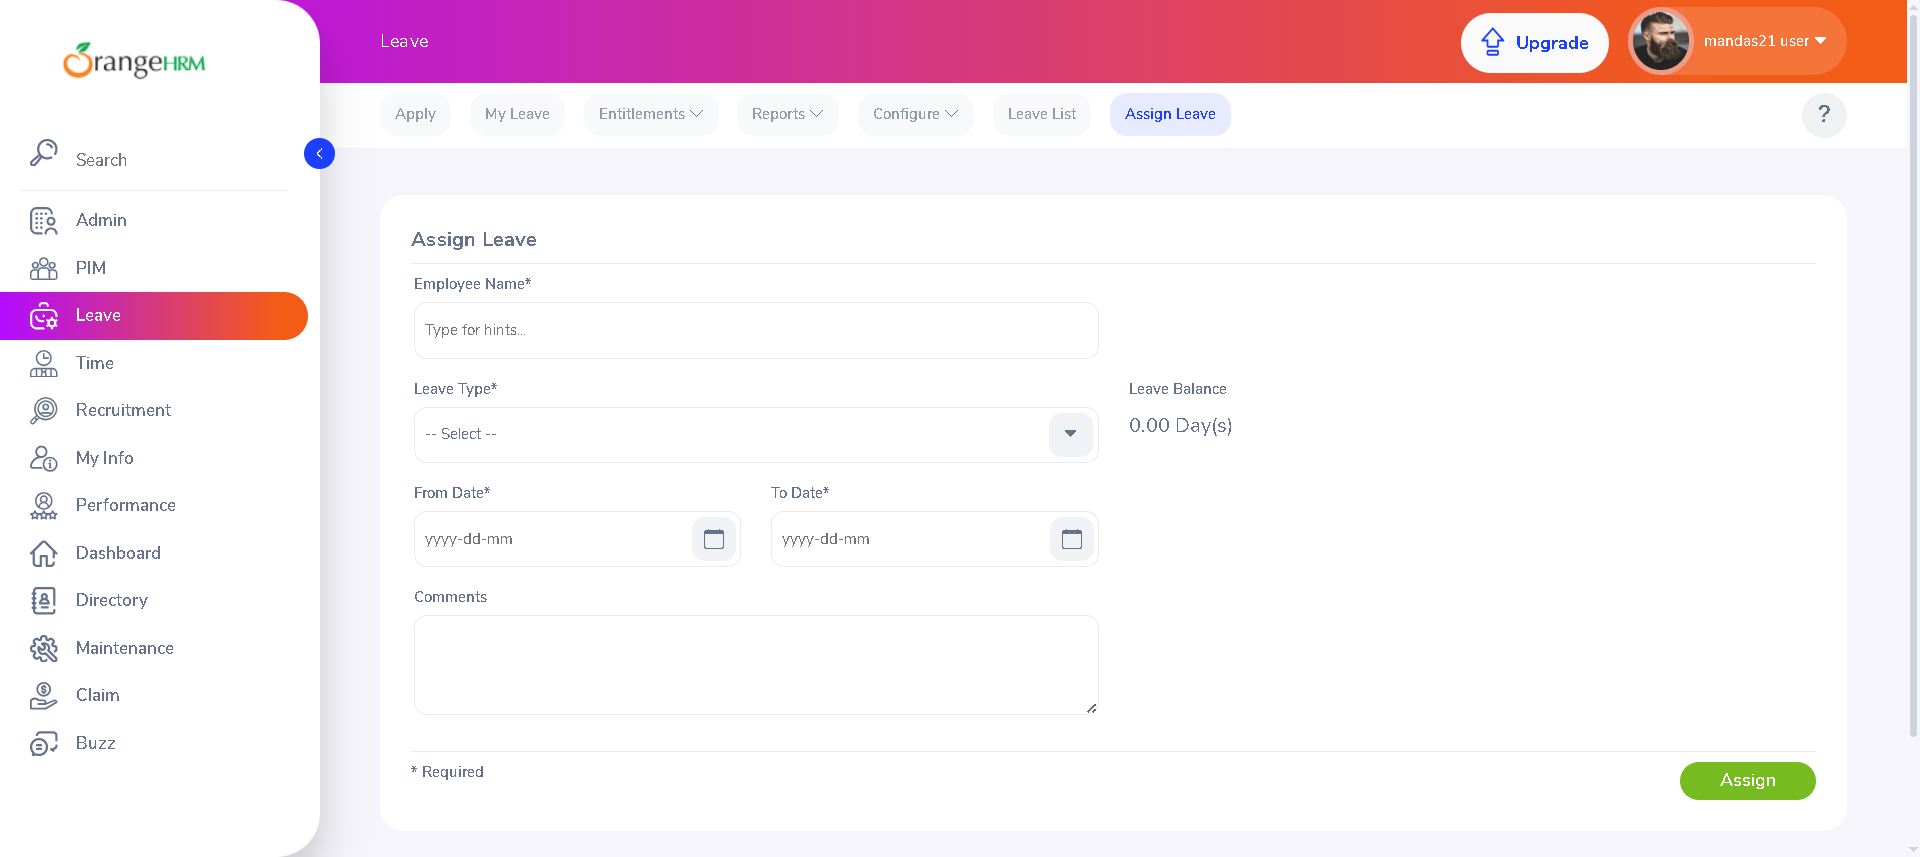 OrangeHRM
Search
Admin
PIM
Leave
Time
Recruitment
My Info
Performance
Dashboard
Directory
Maintenance
Claim
Buzz
Leave
Upgrade
mandas21 user
Apply
My Leave
Entitlements
Reports
Configure
Leave List
Assign Leave
?
Assign Leave
Employee Name*
Type for hints...
Leave Type*
-- Select --
Leave Balance
0.00 Day(s)
From Date*
yyyy-dd-mm
To Date*
yyyy-dd-mm
Comments
* Required
Assign